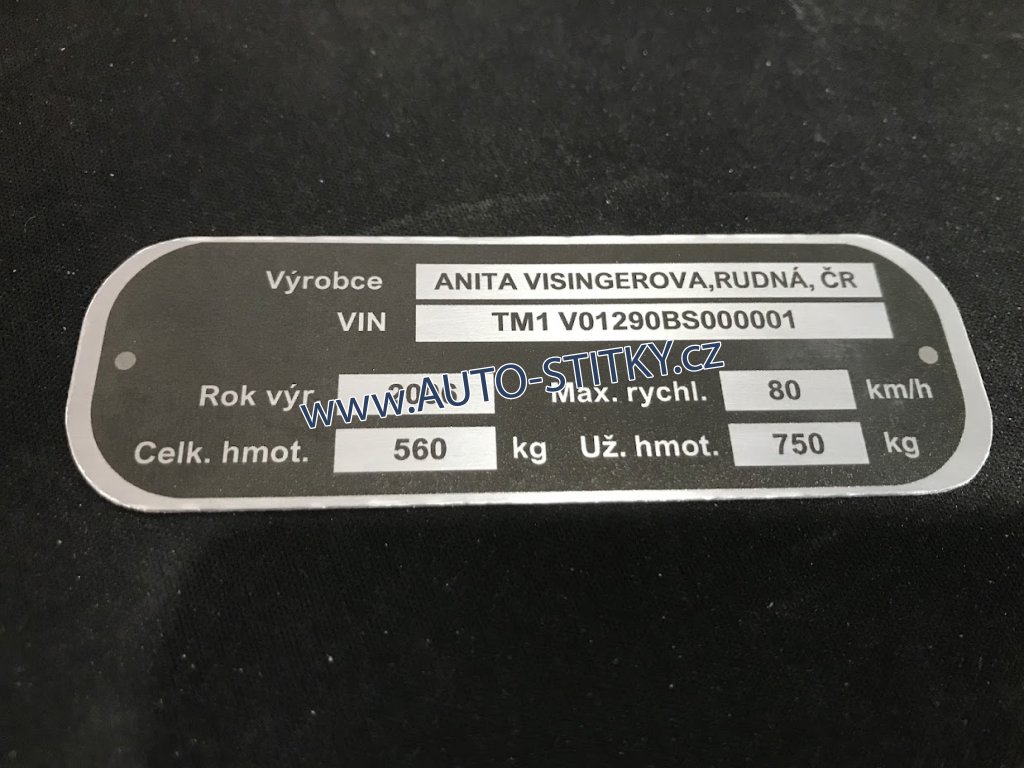 Výrobce ANITA VISINGEROVA,RUDNÁ, ČR
VIN TM1 V01290BS000001
www.AUTO-STITKY.cz
Rok výr. Max. rychl. 80 km/h
Celk. hmot. 560 kg Už. hmot. 750 kg